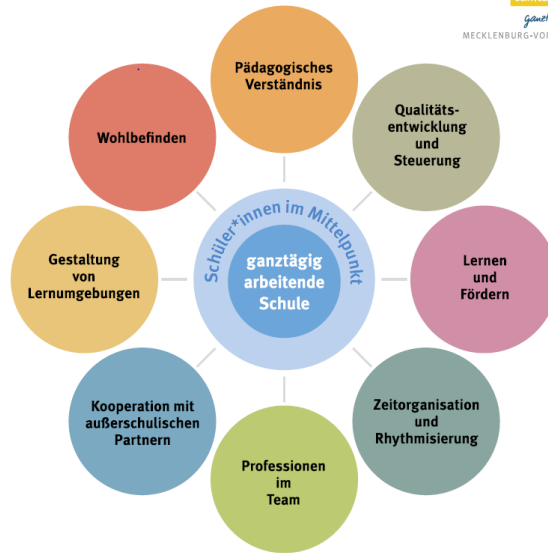 ganzt
MECKLENBURG-VOR
Pädagogisches
Verständnis
Qualitäts-
entwicklung
und
Steuerung
Wohlbefinden
Schüler*innen im Mittelpunkt
ganztägig
arbeitende
Schule
Gestaltung
von
Lernumgebungen
Lernen
und
Fördern
Kooperation mit
außerschulischen
Partnern
Zeitorganisation
und
Rhythmisierung
Professionen
im
Team